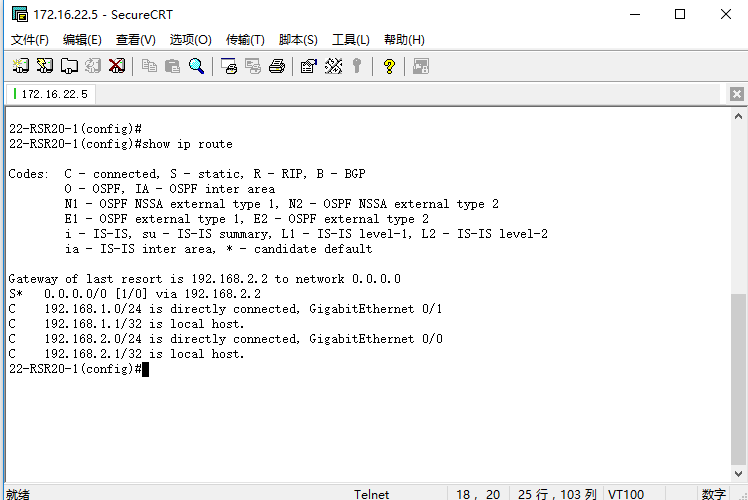 172.16.22.5 - SecureCRT
文件(F) 编辑(E) 查看(V) 选项(O) 传输(T) 脚本(S) 工具(L) 帮助(H)
172.16.22.5
22-RSR20-1(config)#
22-RSR20-1(config)#show ip route
Codes:  C - connected, S - static, R - RIP, B - BGP
O - OSPF, IA - OSPF inter area
N1 - OSPF NSSA external type 1, N2 - OSPF NSSA external type 2
E1 - OSPF external type 1, E2 - OSPF external type 2
i - IS-IS, su - IS-IS summary, L1 - IS-IS level-1, L2 - IS-IS level-2
ia - IS-IS inter area, * - candidate default
Gateway of last resort is 192.168.2.2 to network 0.0.0.0
S*   0.0.0.0/0 [1/0] via 192.168.2.2
C    192.168.1.0/24 is directly connected, GigabitEthernet 0/1
C    192.168.1.1/32 is local host.
C    192.168.2.0/24 is directly connected, GigabitEthernet 0/0
C    192.168.2.1/32 is local host.
22-RSR20-1(config)#
就绪 Telnet 18, 20 25 行, 103 列 VT100 数字